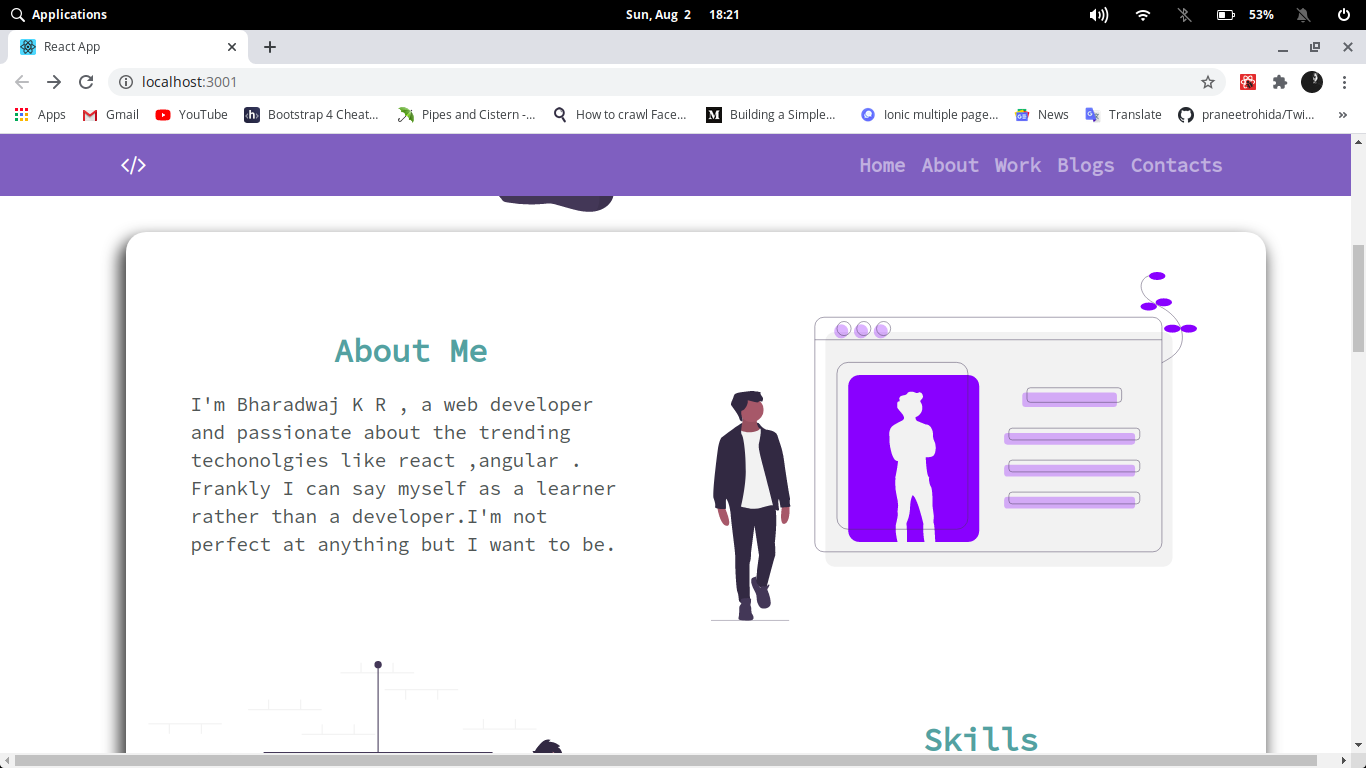 Applications Sun, Aug 2 18:21 53%
React App
localhost:3001
Apps Gmail YouTube Bootstrap 4 Cheat... Pipes and Cistern -... How to crawl Face... Building a Simple... Ionic multiple page... News Translate praneetrohida/Twi... »
</> Home About Work Blogs Contacts
About Me
I'm Bharadwaj K R , a web developer
and passionate about the trending
techonolgies like react ,angular .
Frankly I can say myself as a learner
rather than a developer.I'm not
perfect at anything but I want to be.
Skills